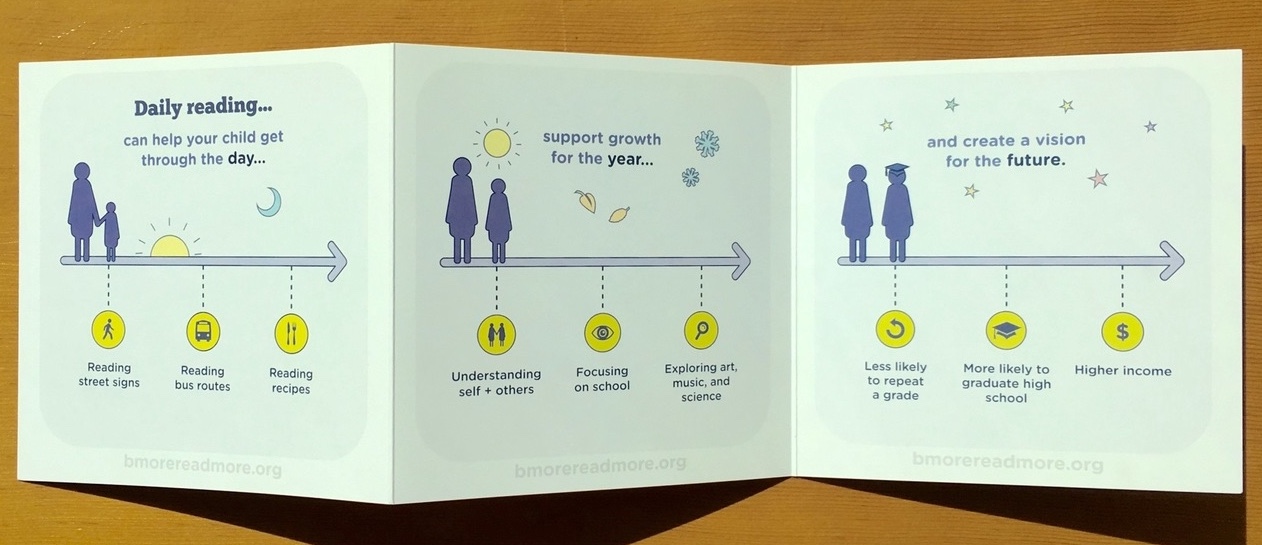 Daily reading...
can help your child get
through the day...
Reading
street signs
Reading
bus routes
Reading
recipes
bmorereadmore.org
support growth
for the year...
Understanding
self + others
Focusing
on school
Exploring art,
music, and
science
bmorereadmore.org
and create a vision
for the future.
Less likely
to repeat
a grade
More likely to
graduate high
school
$
Higher income
bmorereadmore.org